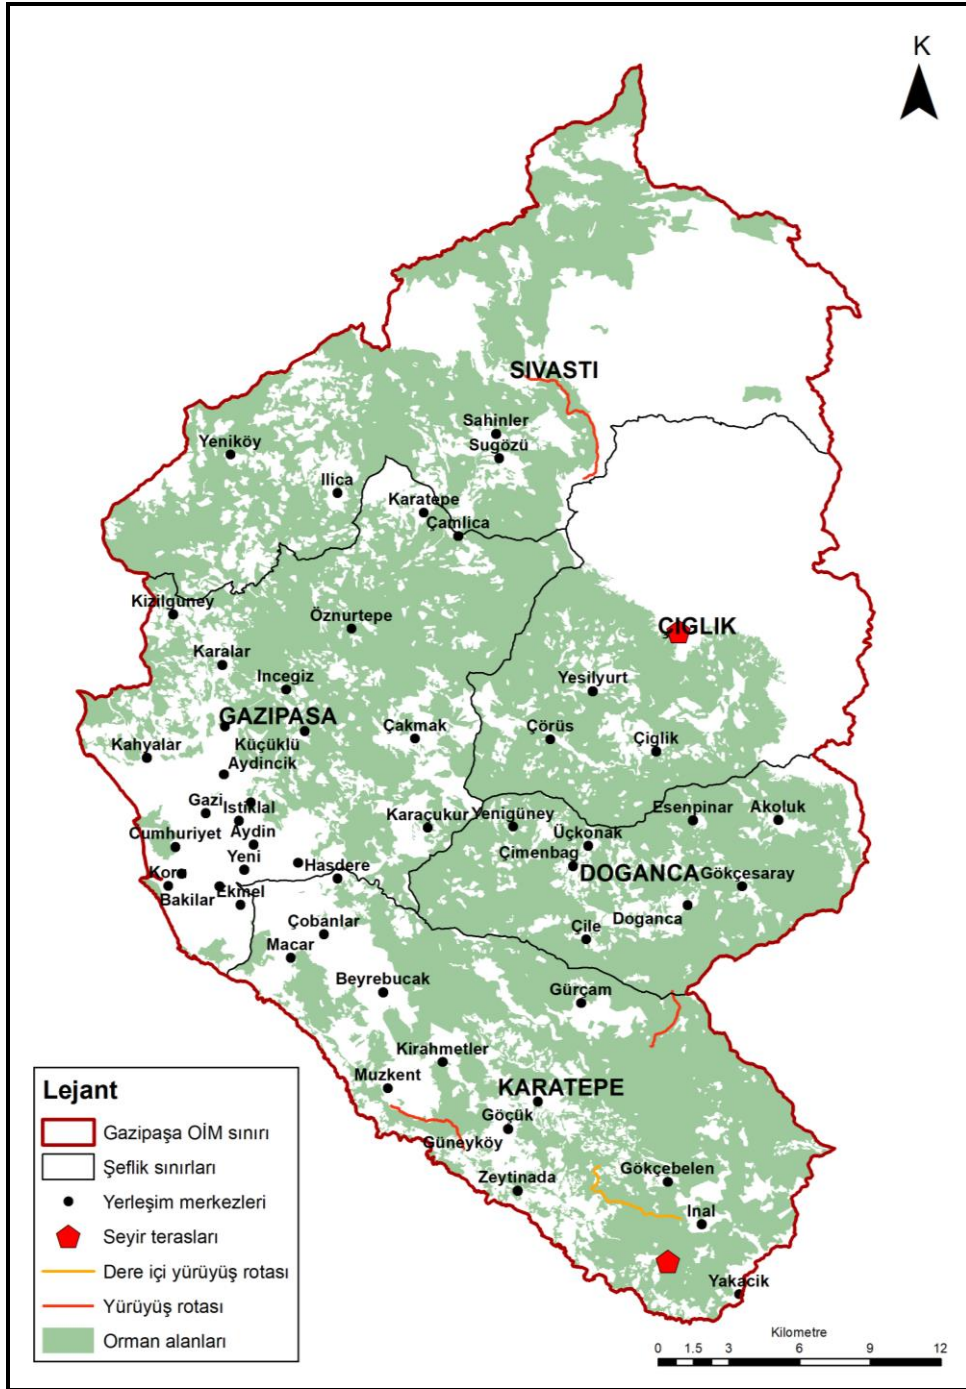 K
SIVASTI
Sahinler
Sugözü
Yeniköy
Ilica
Karatepe
Çamlica
Kizilguney
Öznurtepe
ÇIGLIK
Karalar
Incegiz
Yesilyurt
GAZIPASA
Çakmak
Çörüs
Kahyalar
Küçüklü
Çiglik
Aydincik
Gazi
Istiklal
Karaçukur
Yenigüney
Esenpinar
Akoluk
Cumhuriyet
Aydin
Üçkonak
Yeni
Çimenbag
Koru
Hasdere
DOGANCA
Gökçesaray
Bakilar
Ekmel
Çobanlar
Doganca
Çile
Macar
Beyrebucak
Gürçam
Kirahmetler
Muzkent
KARATEPE
Göçük
Güneyköy
Zeytinada
Gökçebelen
Inal
Yakacik
Lejant
Gazipaşa OİM sınırı
Şeflik sınırları
Yerleşim merkezleri
Seyir terasları
Dere içi yürüyüş rotası
Yürüyüş rotası
Orman alanları
Kilometre
0 1.5 3 6 9 12